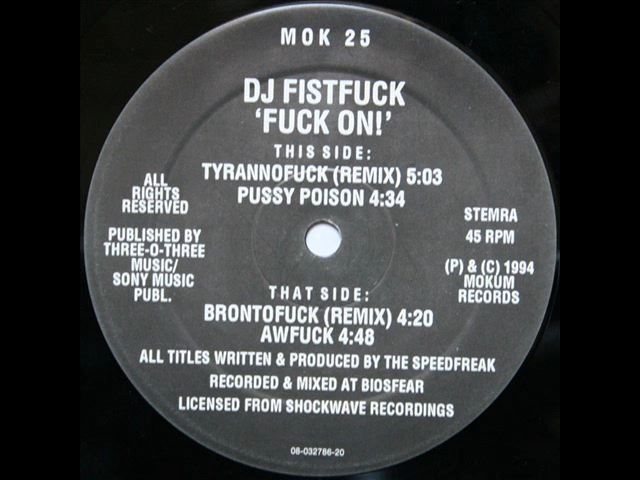 MOK 25
DJ FISTFUCK
'FUCK ON!'
THIS SIDE:
TYRANNOFUCK (REMIX) 5:03
PUSSY POISON 4:34
ALL
RIGHTS
RESERVED
PUBLISHED BY
THREE-O-THREE
MUSIC/
SONY MUSIC
PUBL.
STEMRA
45 RPM
(P) & (C) 1994
MOKUM
RECORDS
THAT SIDE:
BRONTOFUCK (REMIX) 4:20
AWFUCK 4:48
ALL TITLES WRITTEN & PRODUCED BY THE SPEEDFREAK
RECORDED & MIXED AT BIOSFEAR
LICENSED FROM SHOCKWAVE RECORDINGS
08-032786-20